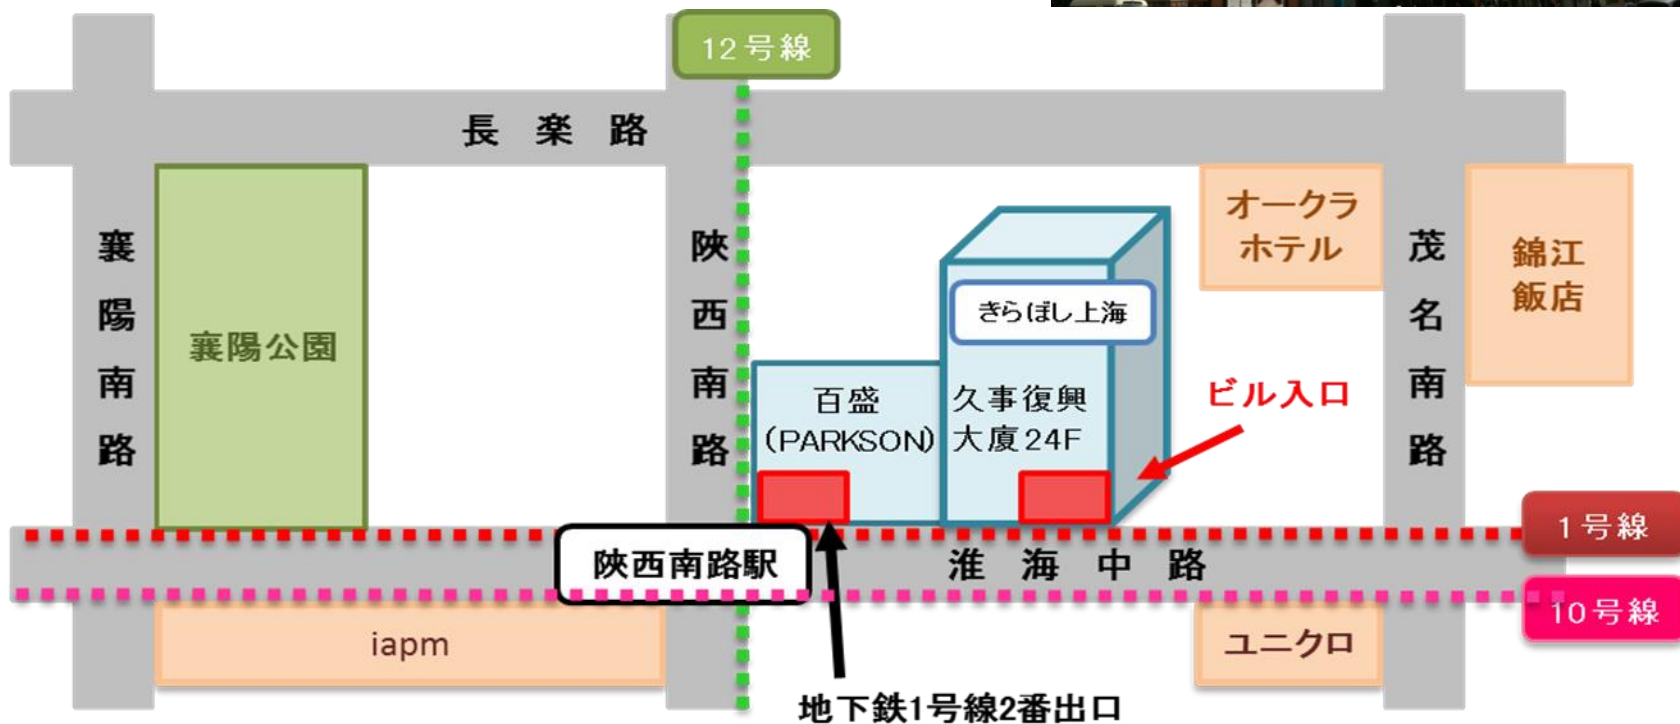 12号線
長楽路
襄陽南路
襄陽公園
陝西南路
オークラ
ホテル
茂名南路
錦江
飯店
きらぼし上海
百盛
(PARKSON)
久事復興
大廈24F
ビル入口
1号線
陝西南路駅
淮海中路
10号線
iapm
ユニクロ
地下鉄1号線2番出口